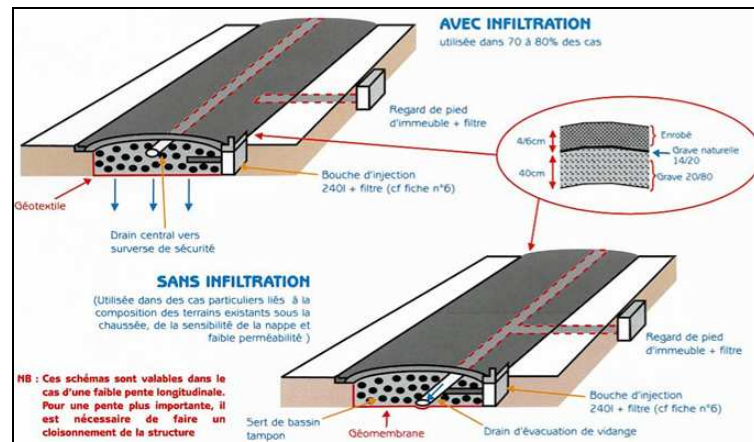 AVEC INFILTRATION
utilisée dans 70 à 80% des cas
Regard de pied
d'immeuble + filtre
Bouche d'injection
240l + filtre (cf fiche n°6)
Géotextile
Drain central vers
surverse de sécurité
4/6cm
40cm
Enrobé
Grave naturelle
14/20
Grave 20/80
SANS INFILTRATION
(Utilisée dans des cas particuliers liés à la
composition des terrains existants sous la
chaussée, de la sensibilité de la nappe et
faible perméabilité )
Regard de pied
d'immeuble + filtre
Bouche d'injection
240l + filtre (cf fiche n°6)
Sert de bassin
tampon
Géomembrane
Drain d'évacuation de vidange
NB : Ces schémas sont valables dans le
cas d'une faible pente longitudinale.
Pour une pente plus importante, il
est nécessaire de faire un
cloisonnement de la structure